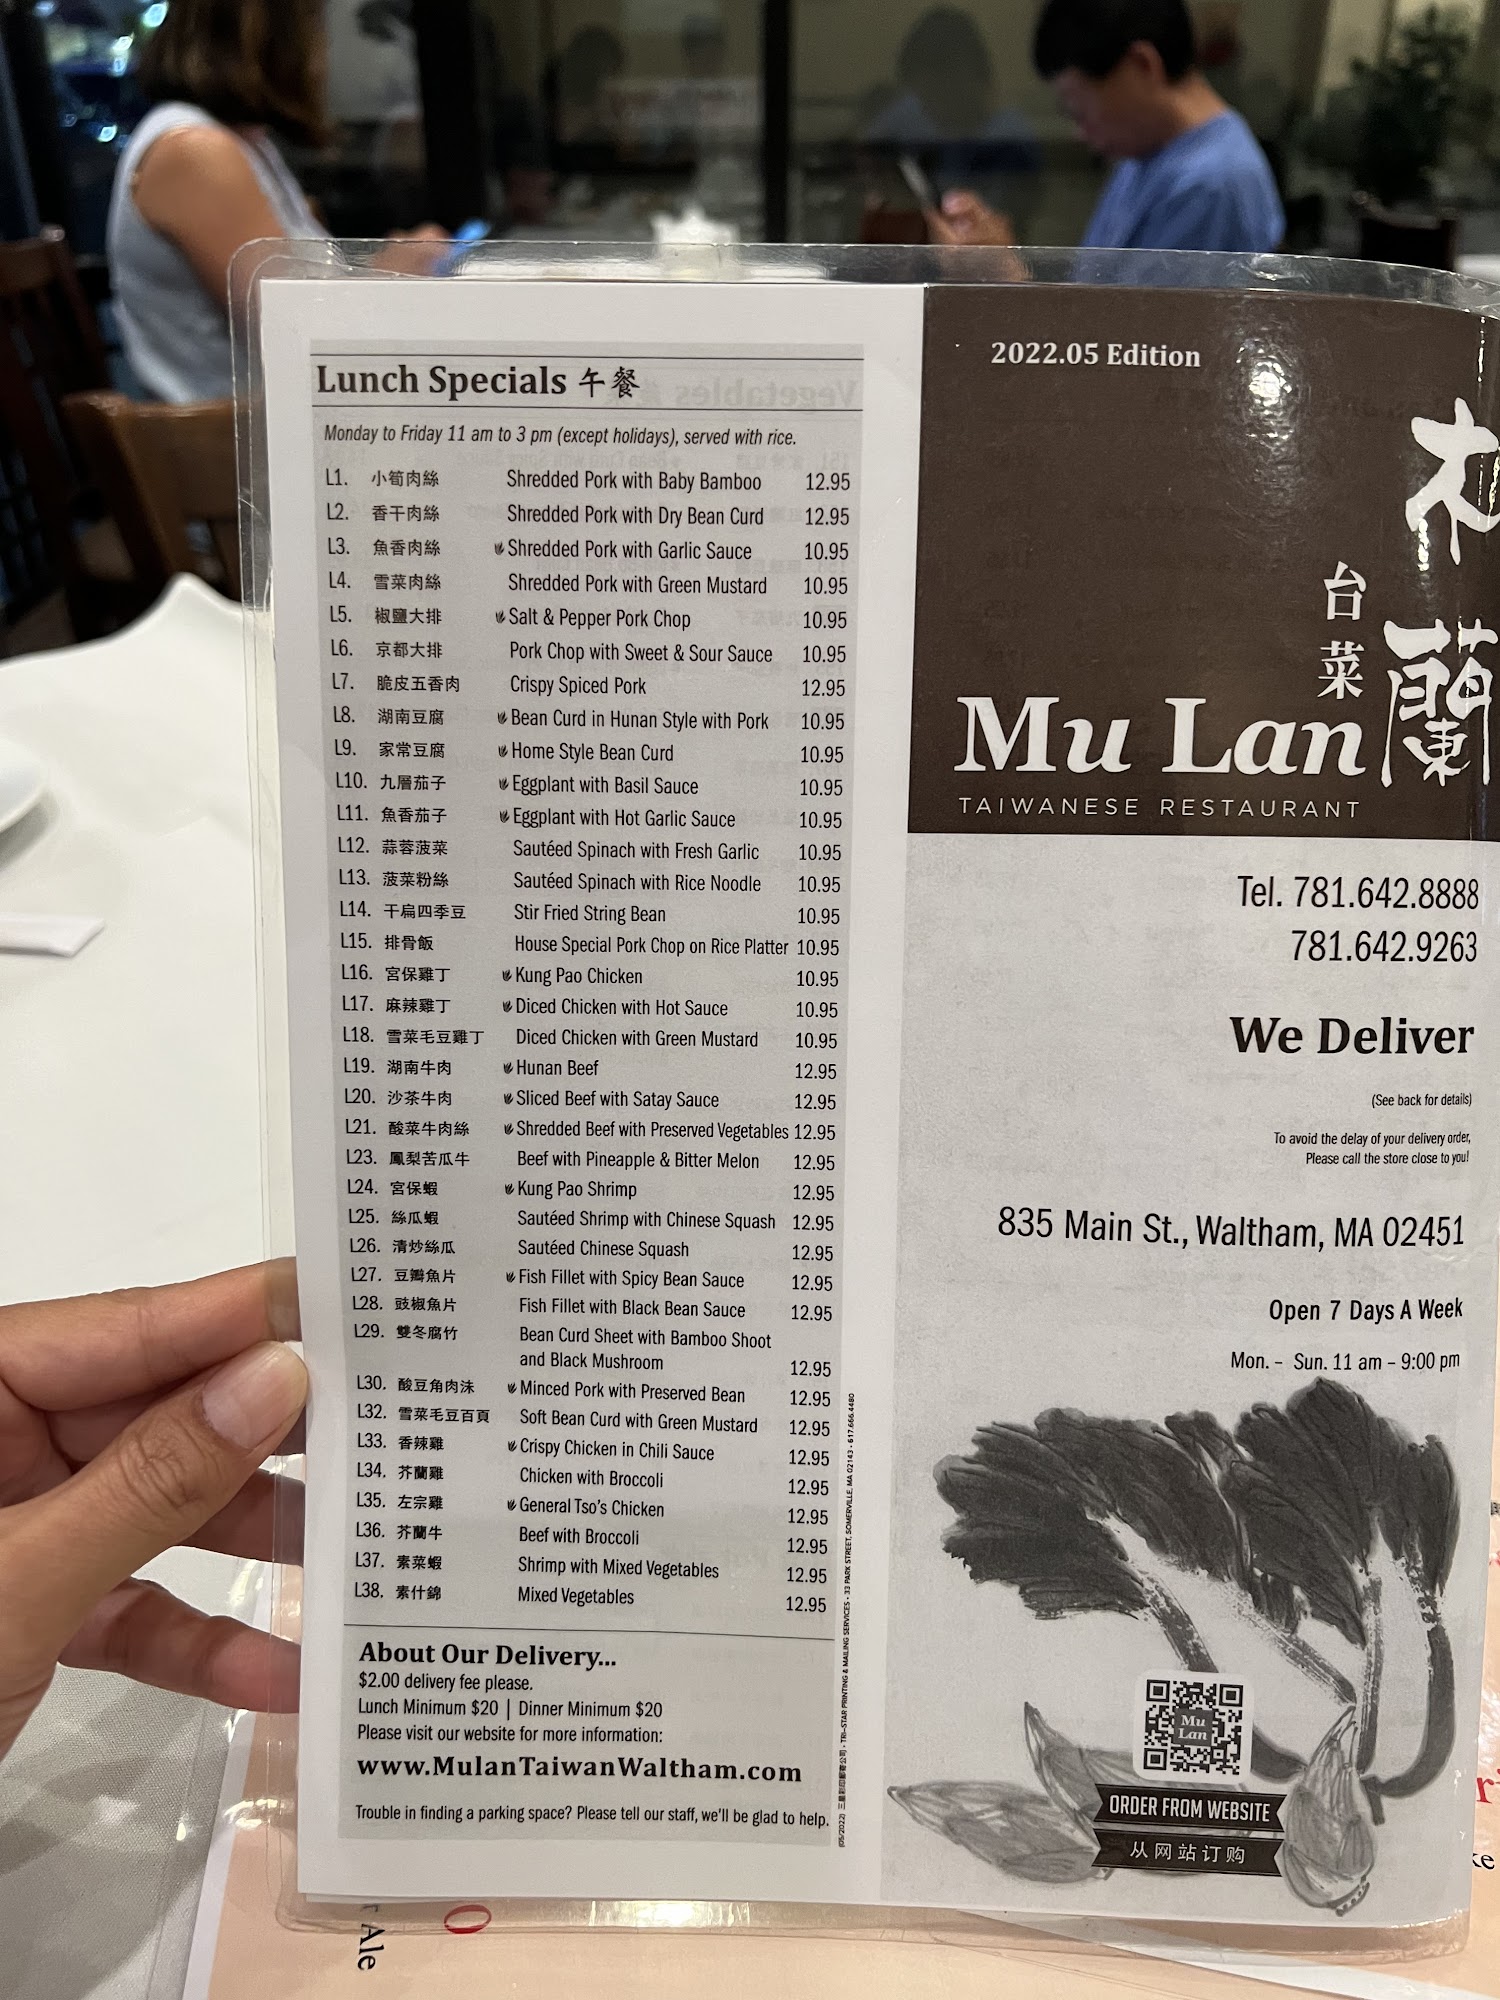 Lunch Specials 午餐
Monday to Friday 11 am to 3 pm (except holidays), served with rice.
L1. 小筍肉絲 Shredded Pork with Baby Bamboo 12.95
L2. 香干肉絲 Shredded Pork with Dry Bean Curd 12.95
L3. 魚香肉絲 Shredded Pork with Garlic Sauce 10.95
L4. 雪菜肉絲 Shredded Pork with Green Mustard 10.95
L5. 椒鹽大排 Salt & Pepper Pork Chop 10.95
L6. 京都大排 Pork Chop with Sweet & Sour Sauce 10.95
L7. 脆皮五香肉 Crispy Spiced Pork 12.95
L8. 湖南豆腐 Bean Curd in Hunan Style with Pork 10.95
L9. 家常豆腐 Home Style Bean Curd 10.95
L10. 九層茄子 Eggplant with Basil Sauce 10.95
L11. 魚香茄子 Eggplant with Hot Garlic Sauce 10.95
L12. 蒜蓉菠菜 Sautéed Spinach with Fresh Garlic 10.95
L13. 菠菜粉絲 Sautéed Spinach with Rice Noodle 10.95
L14. 干扁四季豆 Stir Fried String Bean 10.95
L15. 排骨飯 House Special Pork Chop on Rice Platter 10.95
L16. 宮保雞丁 Kung Pao Chicken 10.95
L17. 麻辣雞丁 Diced Chicken with Hot Sauce 10.95
L18. 雪菜毛豆雞丁 Diced Chicken with Green Mustard 10.95
L19. 湖南牛肉 Hunan Beef 12.95
L20. 沙茶牛肉 Sliced Beef with Satay Sauce 12.95
L21. 酸菜牛肉絲 Shredded Beef with Preserved Vegetables 12.95
L23. 鳳梨苦瓜牛 Beef with Pineapple & Bitter Melon 12.95
L24. 宮保蝦 Kung Pao Shrimp 12.95
L25. 絲瓜蝦 Sautéed Shrimp with Chinese Squash 12.95
L26. 清炒絲瓜 Sautéed Chinese Squash 12.95
L27. 豆瓣魚片 Fish Fillet with Spicy Bean Sauce 12.95
L28. 豉椒魚片 Fish Fillet with Black Bean Sauce 12.95
L29. 雙冬腐竹 Bean Curd Sheet with Bamboo Shoot
and Black Mushroom 12.95
L30. 酸豆角肉沫 Minced Pork with Preserved Bean 12.95
L32. 雪菜毛豆百頁 Soft Bean Curd with Green Mustard 12.95
L33. 香辣雞 Crispy Chicken in Chili Sauce 12.95
L34. 芥蘭雞 Chicken with Broccoli 12.95
L35. 左宗雞 General Tso's Chicken 12.95
L36. 芥蘭牛 Beef with Broccoli 12.95
L37. 素菜蝦 Shrimp with Mixed Vegetables 12.95
L38. 素什錦 Mixed Vegetables 12.95
About Our Delivery...
$2.00 delivery fee please.
Lunch Minimum $20 | Dinner Minimum $20
Please visit our website for more information:
www.MulanTaiwanWaltham.com
Trouble in finding a parking space? Please tell our staff, we'll be glad to help.
(05/2022) 三星彩印郵寄公司 - TRI-STAR PRINTING & MAILING SERVICES - 33 PARK STREET, SOMERVILLE, MA 02143 - 617.666.4480
2022.05 Edition
木蘭
台菜
Mu Lan
TAIWANESE RESTAURANT
Tel. 781.642.8888
781.642.9263
We Deliver
(See back for details)
To avoid the delay of your delivery order,
Please call the store close to you!
835 Main St., Waltham, MA 02451
Open 7 Days A Week
Mon. - Sun. 11 am - 9:00 pm
Mu
Lan
ORDER FROM WEBSITE
从网站订购
Ale